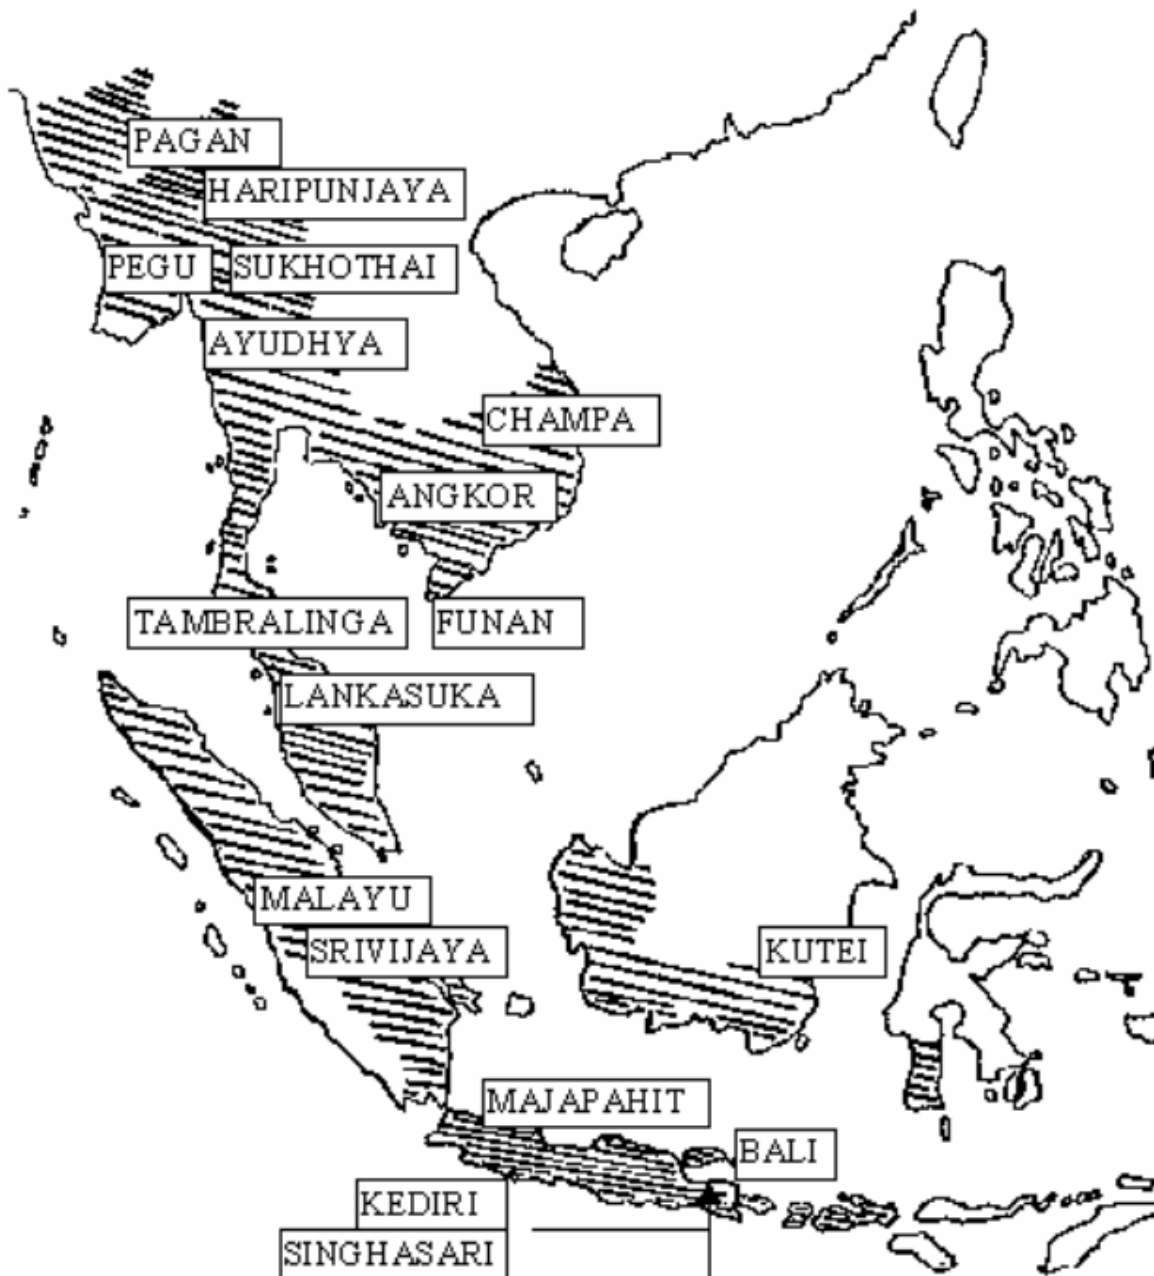 PAGAN
HARIPUNJAYA
PEGU
SUKHOTHAI
AYUDHYA
CHAMPA
ANGKOR
TAMBRALINGA
FUNAN
LANKASUKA
MALAYU
SRIVIJAYA
KUTEI
MAJAPAHIT
BALI
KEDIRI
SINGHASARI